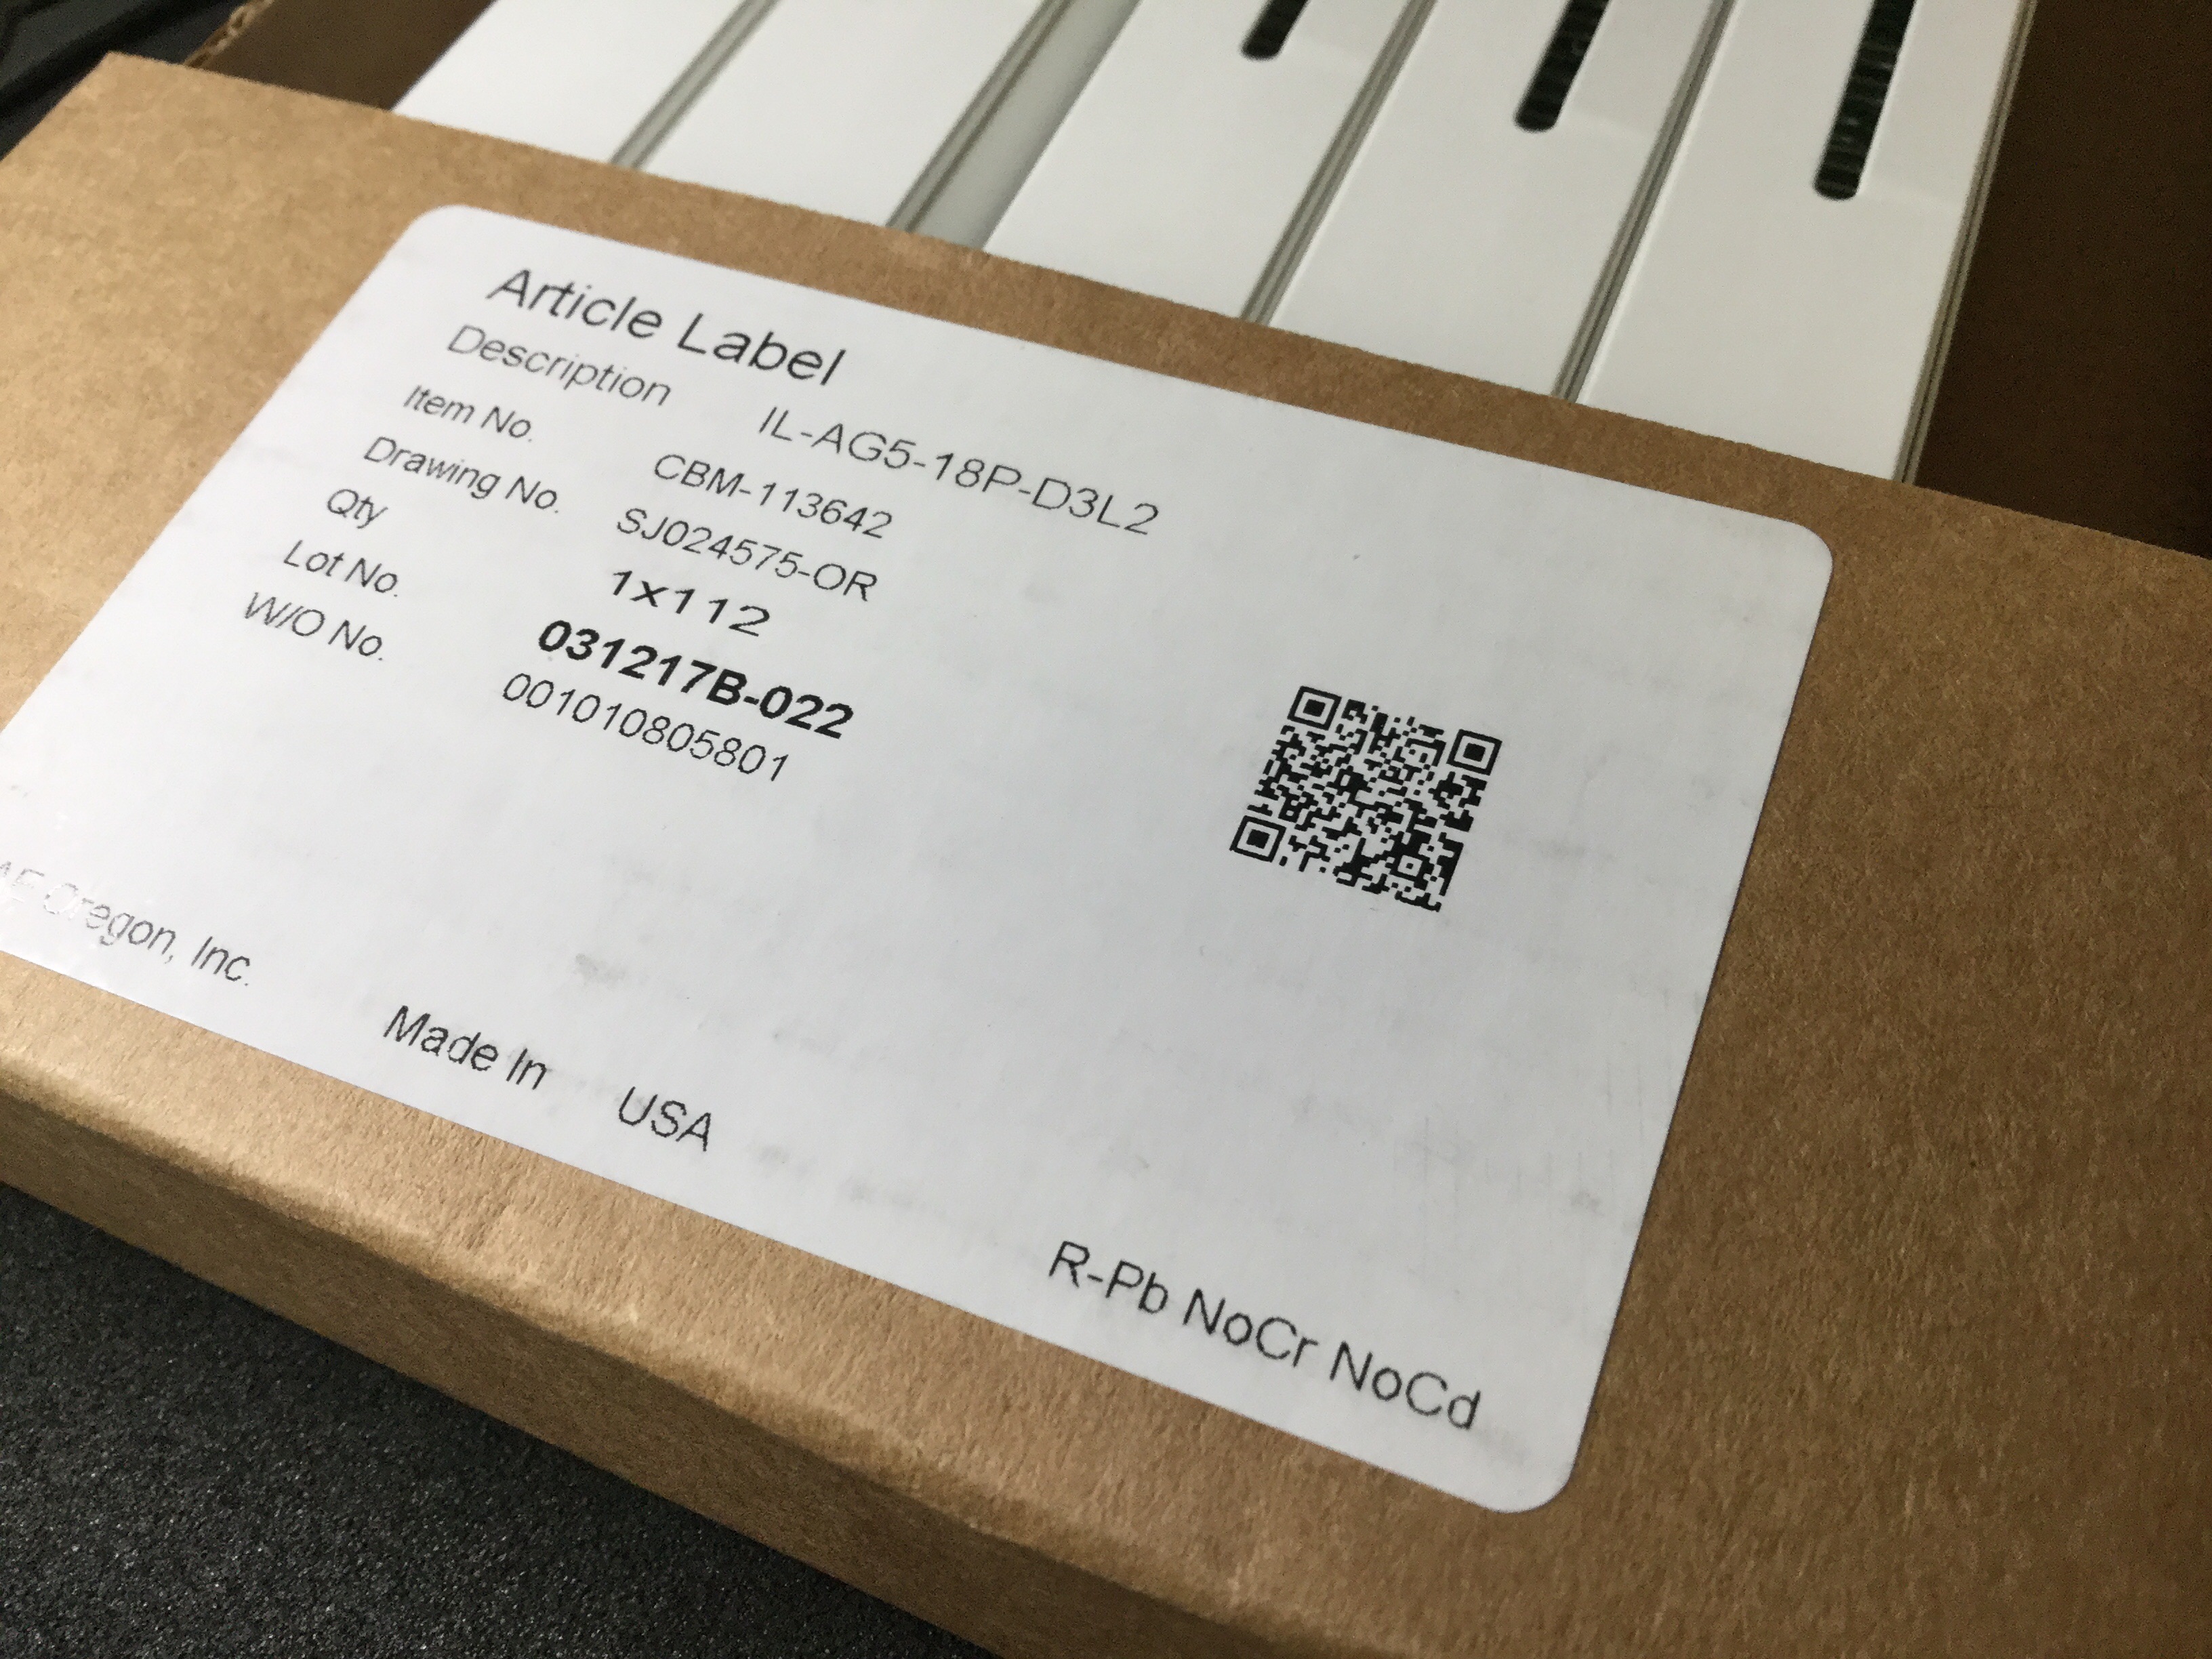 Article Label
Description IL-AG5-18P-D3L2
Item No. CBM-113642
Drawing No. SJ024575-OR
Qty 1x112
Lot No. 031217B-022
W/O No. 001010805801
Oregon, Inc.
Made In USA
R-Pb NoCr NoCd